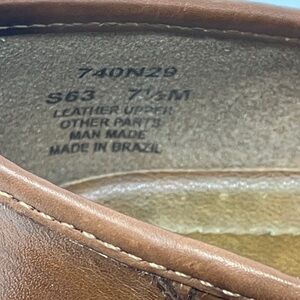 740N29
S63 7½M
LEATHER UPPER
OTHER PARTS
MAN MADE
MADE IN BRAZIL